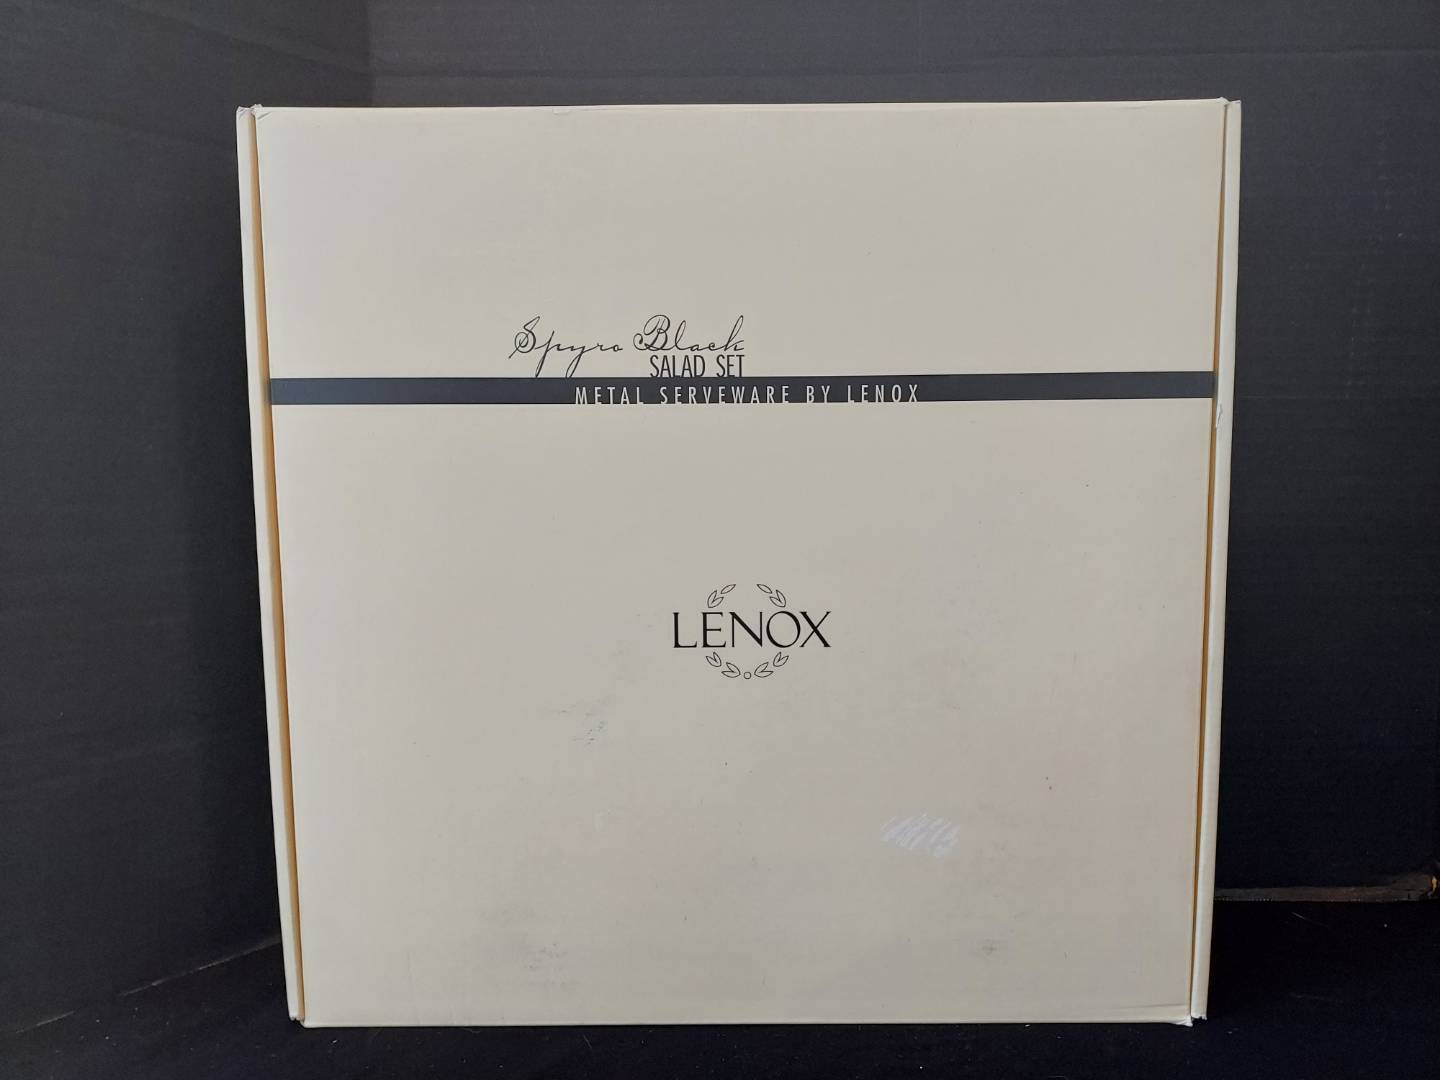 Spyro Black
SALAD SET
METAL SERVEWARE BY LENOX
LENOX